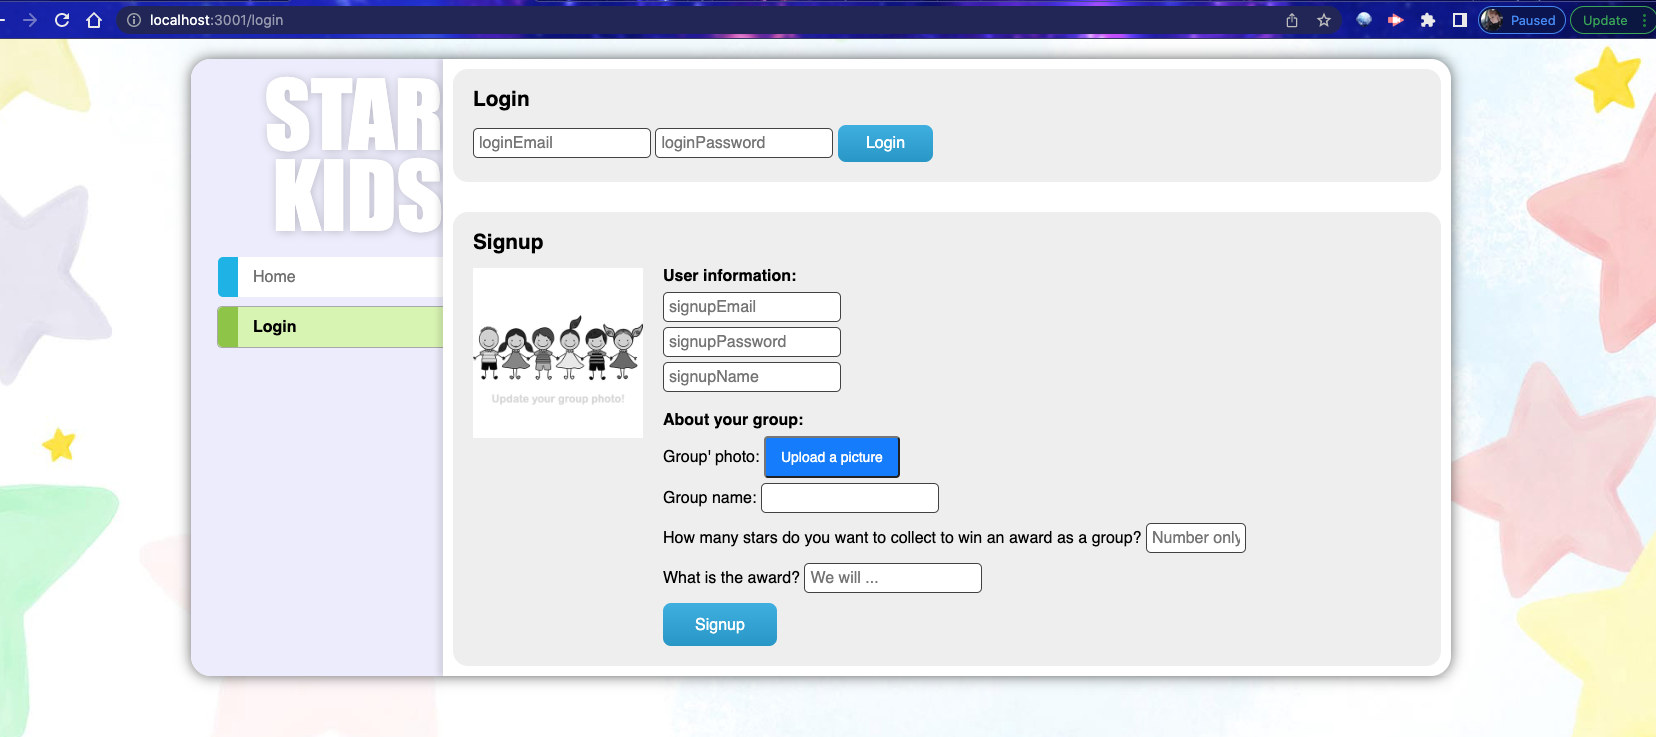 localhost:3001/login
Paused
Update
STAR
KIDS
Home
Login
Login
loginEmail loginPassword Login
Signup
Update your group photo!
User information:
signupEmail
signupPassword
signupName
About your group:
Group' photo: Upload a picture
Group name:
How many stars do you want to collect to win an award as a group? Number only
What is the award? We will ...
Signup